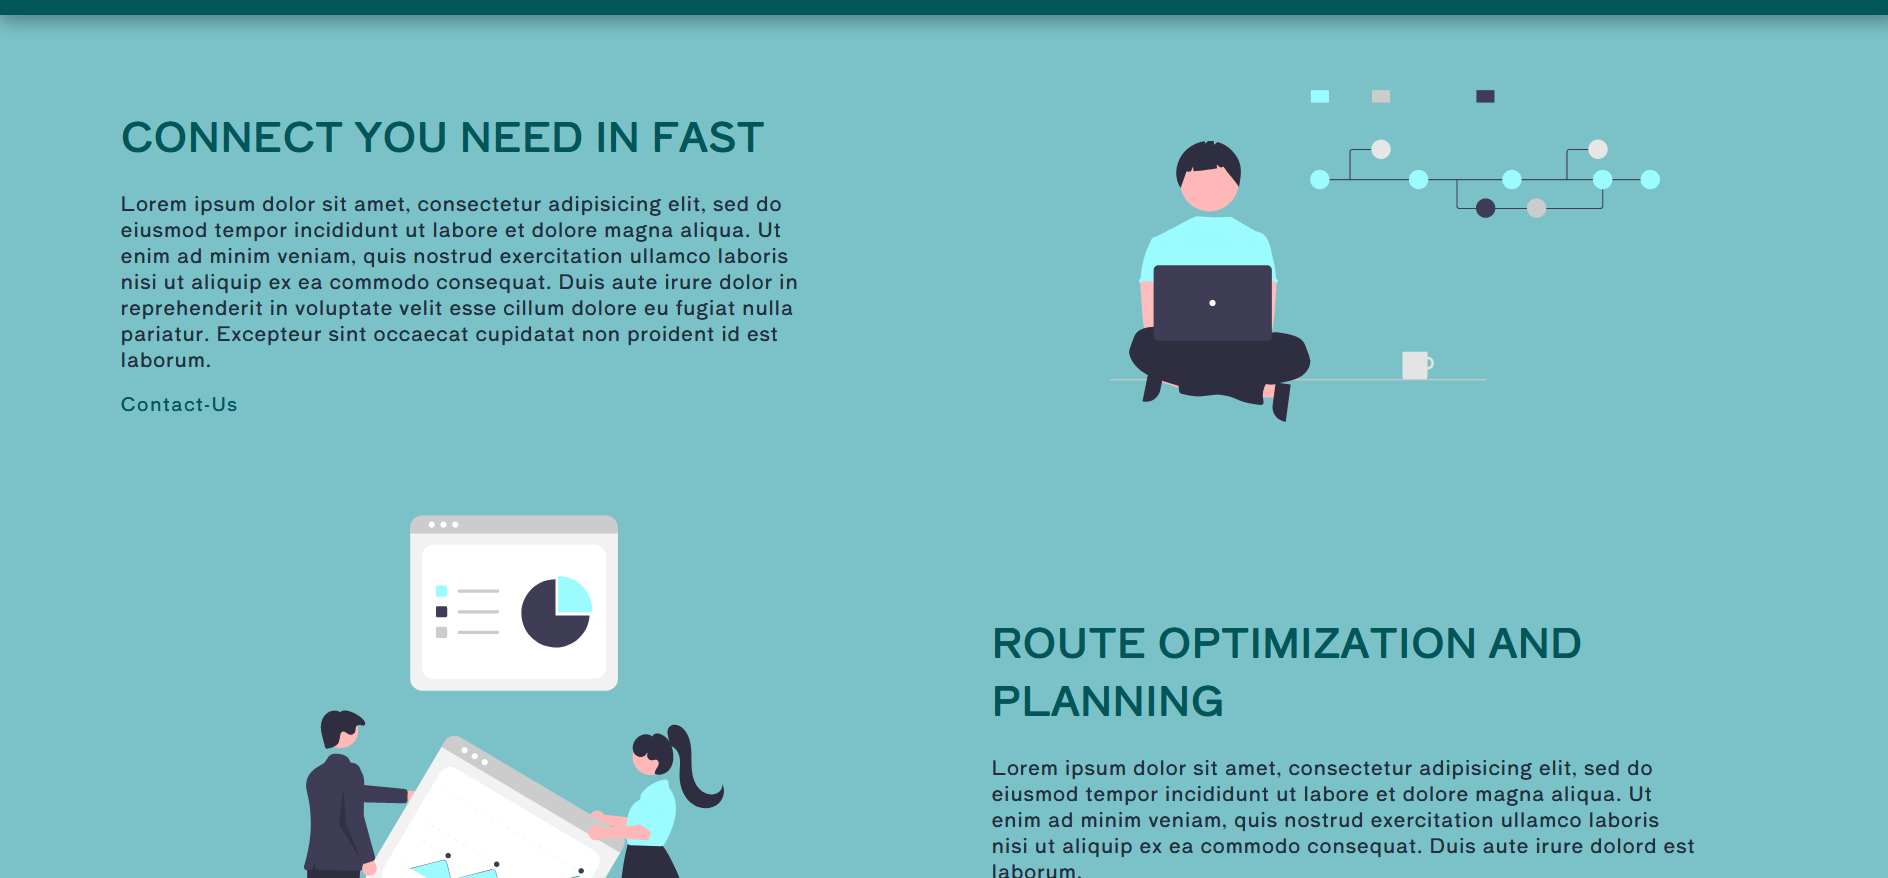 CONNECT YOU NEED IN FAST
Lorem ipsum dolor sit amet, consectetur adipisicing elit, sed do
eiusmod tempor incididunt ut labore et dolore magna aliqua. Ut
enim ad minim veniam, quis nostrud exercitation ullamco laboris
nisi ut aliquip ex ea commodo consequat. Duis aute irure dolor in
reprehenderit in voluptate velit esse cillum dolore eu fugiat nulla
pariatur. Excepteur sint occaecat cupidatat non proident id est
laborum.
Contact-Us
ROUTE OPTIMIZATION AND
PLANNING
Lorem ipsum dolor sit amet, consectetur adipisicing elit, sed do
eiusmod tempor incididunt ut labore et dolore magna aliqua. Ut
enim ad minim veniam, quis nostrud exercitation ullamco laboris
nisi ut aliquip ex ea commodo consequat. Duis aute irure dolord est
laborum.